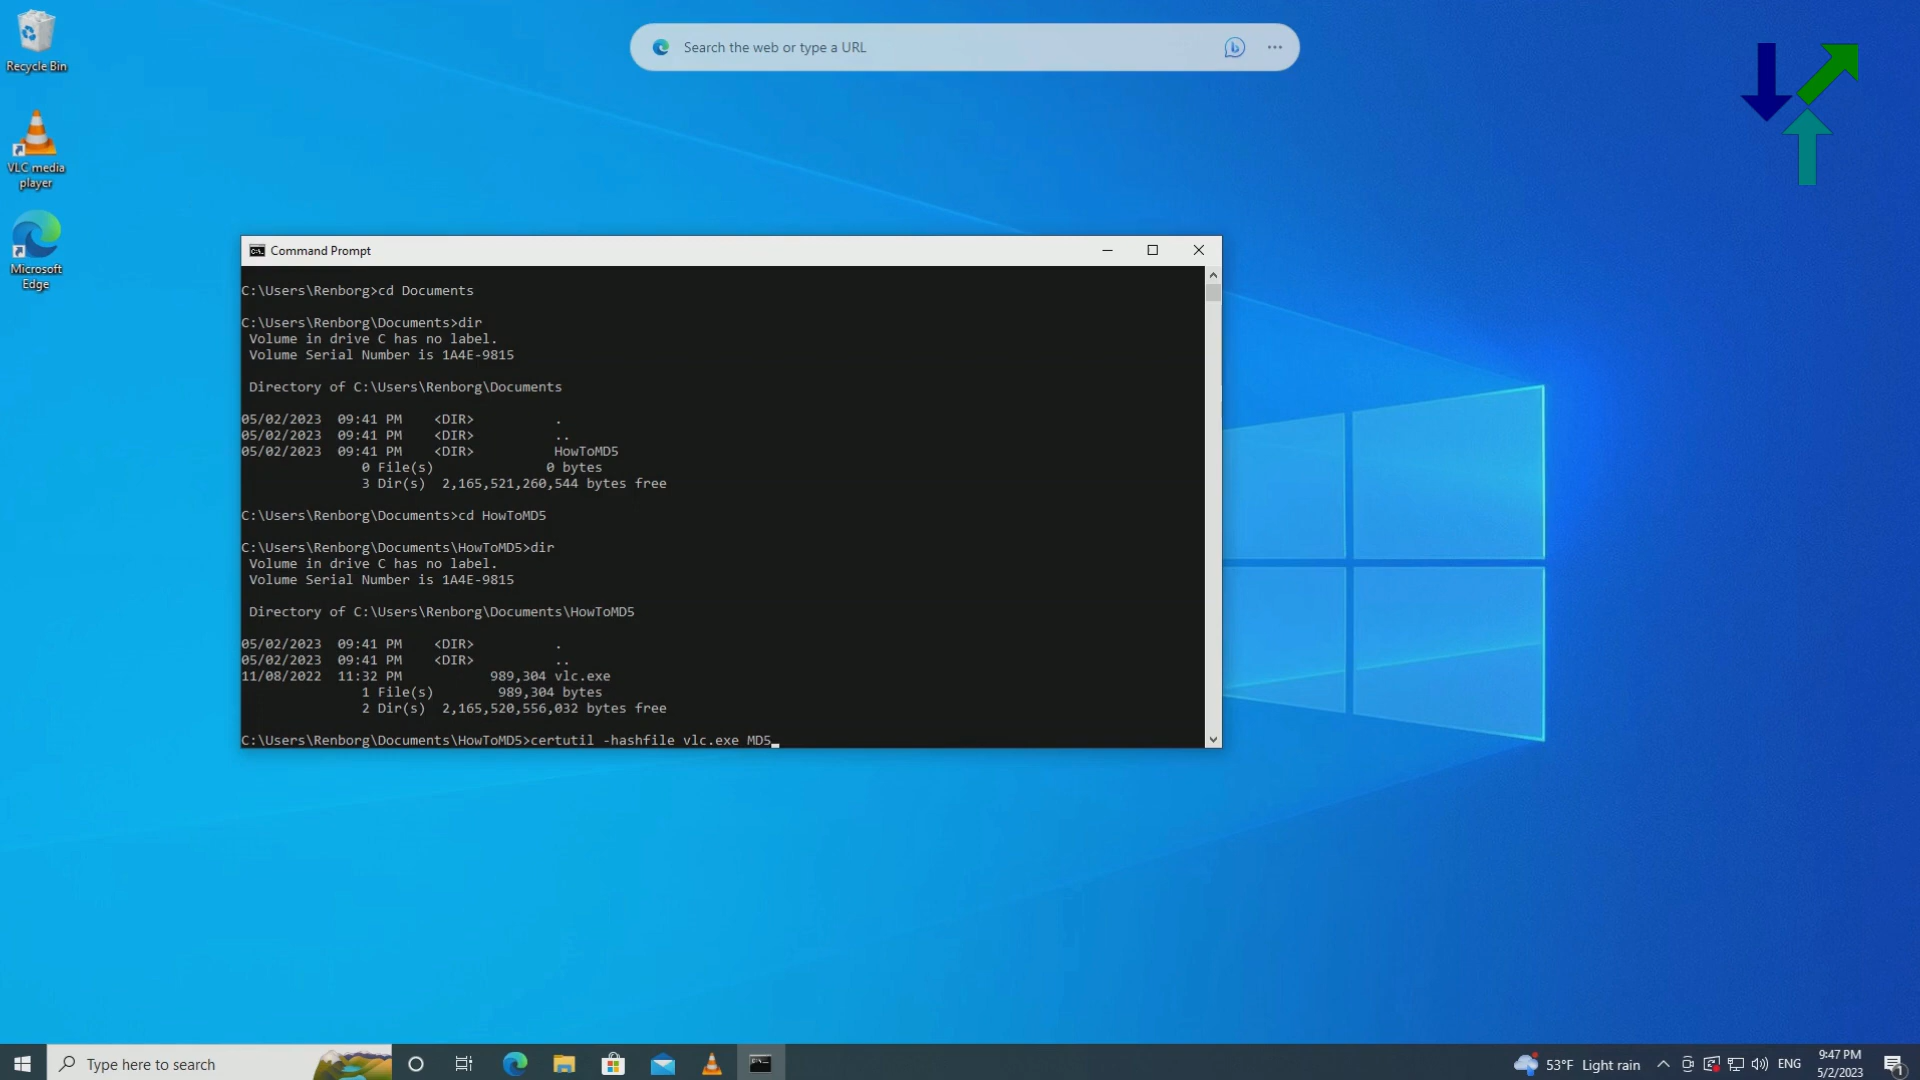 Recycle Bin
VLC media
player
Microsoft
Edge
Search the web or type a URL
Command Prompt
C:\Users\Renborg>cd Documents
C:\Users\Renborg\Documents>dir
Volume in drive C has no label.
Volume Serial Number is 1A4E-9815
Directory of C:\Users\Renborg\Documents
05/02/2023  09:41 PM    <DIR>          .
05/02/2023  09:41 PM    <DIR>          ..
05/02/2023  09:41 PM    <DIR>          HowToMD5
0 File(s)              0 bytes
3 Dir(s)  2,165,521,260,544 bytes free
C:\Users\Renborg\Documents>cd HowToMD5
C:\Users\Renborg\Documents\HowToMD5>dir
Volume in drive C has no label.
Volume Serial Number is 1A4E-9815
Directory of C:\Users\Renborg\Documents\HowToMD5
05/02/2023  09:41 PM    <DIR>          .
05/02/2023  09:41 PM    <DIR>          ..
11/08/2022  11:32 PM           989,304 vlc.exe
1 File(s)        989,304 bytes
2 Dir(s)  2,165,520,556,032 bytes free
C:\Users\Renborg\Documents\HowToMD5>certutil -hashfile vlc.exe MD5_
Type here to search
53°F Light rain
ENG
9:47 PM
5/2/2023
1